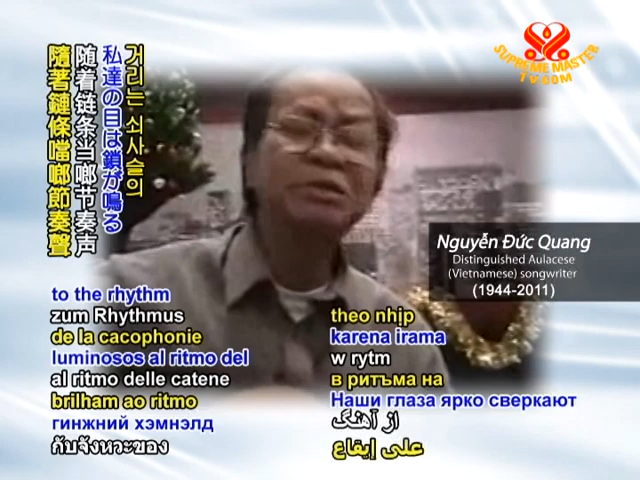 SUPREME MASTER
TV.COM
거리는 쇠사슬의
私達の目は鎖が鳴る
随着链条当啷节奏声
隨著鏈條噹啷節奏聲
Nguyễn Đức Quang
Distinguished Aulacese
(Vietnamese) songwriter
(1944-2011)
to the rhythm
zum Rhythmus
de la cacophonie
luminosos al ritmo del
al ritmo delle catene
brilham ao ritmo
гинжний хэмнэлд
กับจังหวะของ
theo nhịp
karena irama
w rytm
в ритъма на
Наши глаза ярко сверкают
از آهنگ
على إيقاع